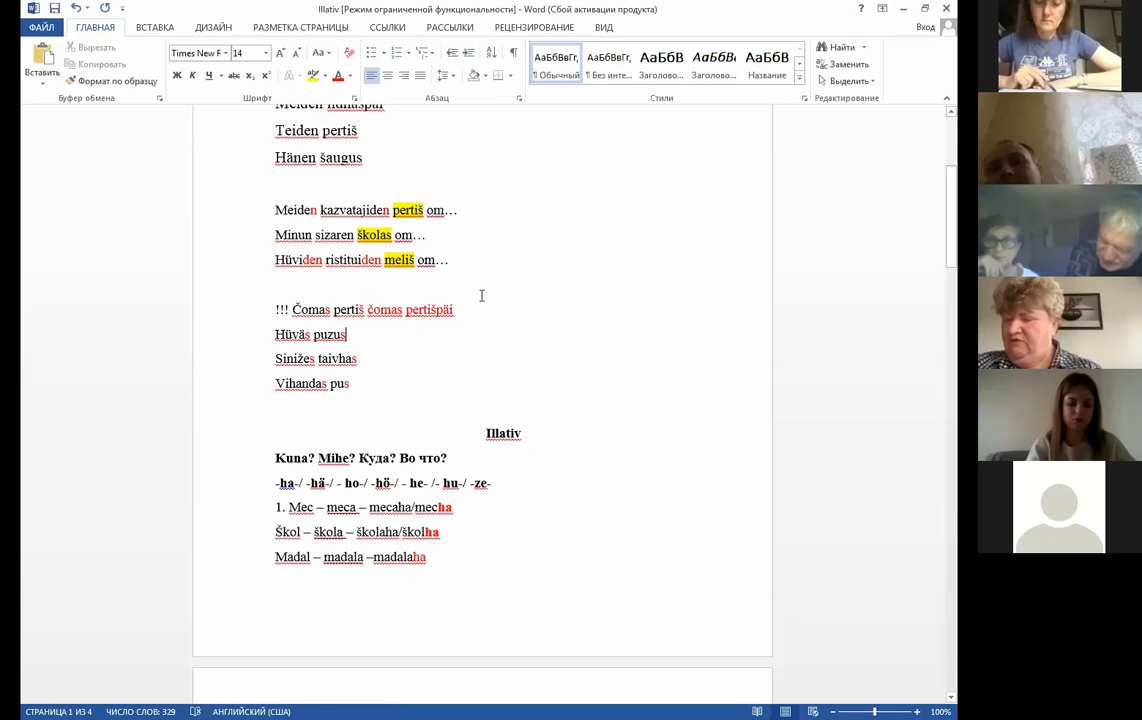 Illativ [Режим ограниченной функциональности] - Word (Сбой активации продукта)
ФАЙЛ ГЛАВНАЯ ВСТАВКА ДИЗАЙН РАЗМЕТКА СТРАНИЦЫ ССЫЛКИ РАССЫЛКИ РЕЦЕНЗИРОВАНИЕ ВИД Вход
Вставить
Вырезать
Копировать
Формат по образцу
Буфер обмена
Times New F 14
Шрифт
Абзац
АаБбВвГг, АаБбВвГг, АаБбВ АаБбВвГ АаБбВ
¶ Обычный ¶ Без инте... Заголово... Заголово... Название
Стили
Найти
Заменить
Выделить
Редактирование
Teiden pertiš
Hänen šaugus
Meiden kazvatajiden pertiš om…
Minun sizaren školas om…
Hüviden ristituiden meliš om…
!!! Čomas pertiš čomas pertišpäi
Hüväs puzus
Sinižes taivhas
Vihandas pus
Illativ
Kuna? Mihe? Куда? Во что?
-ha-/ -hä-/ - ho-/ -hö-/ - he- /- hu-/ -ze-
1. Mec – meca – mecaha/mecha
Škol – škola – školaha/školha
Madal – madala –madalaha
СТРАНИЦА 1 ИЗ 4 ЧИСЛО СЛОВ: 329 АНГЛИЙСКИЙ (США) 100%